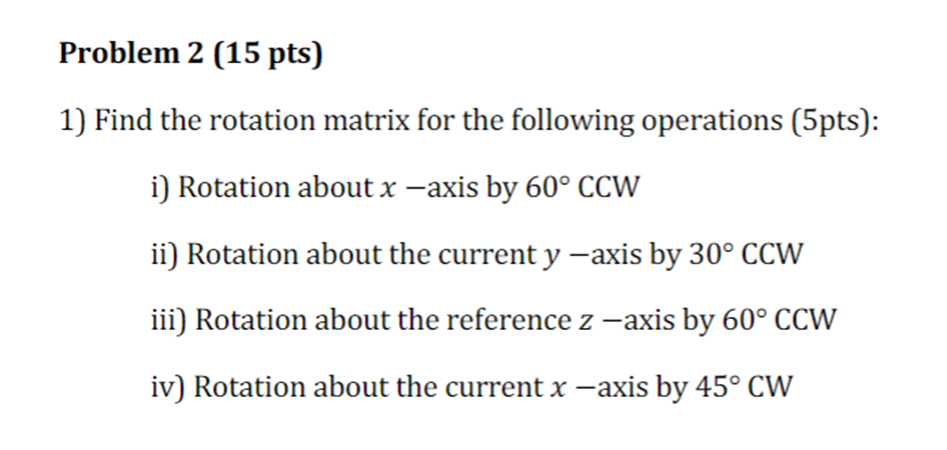 Problem 2 (15 pts)
1) Find the rotation matrix for the following operations (5pts):
i) Rotation about x −axis by 60° CCW
ii) Rotation about the current y −axis by 30° CCW
iii) Rotation about the reference z −axis by 60° CCW
iv) Rotation about the current x −axis by 45° CW